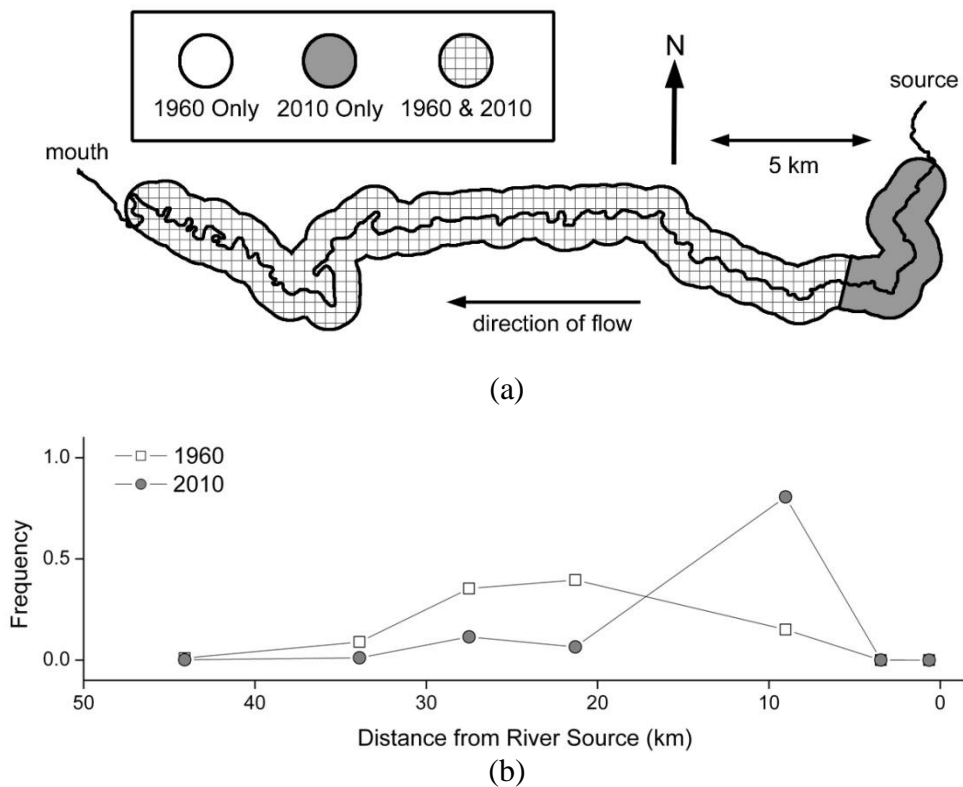 1960 Only 2010 Only 1960 & 2010
N
source
5 km
mouth
direction of flow
(a)
1960
2010
1.0
0.5
0.0
Frequency
50 40 30 20 10 0
Distance from River Source (km)
(b)